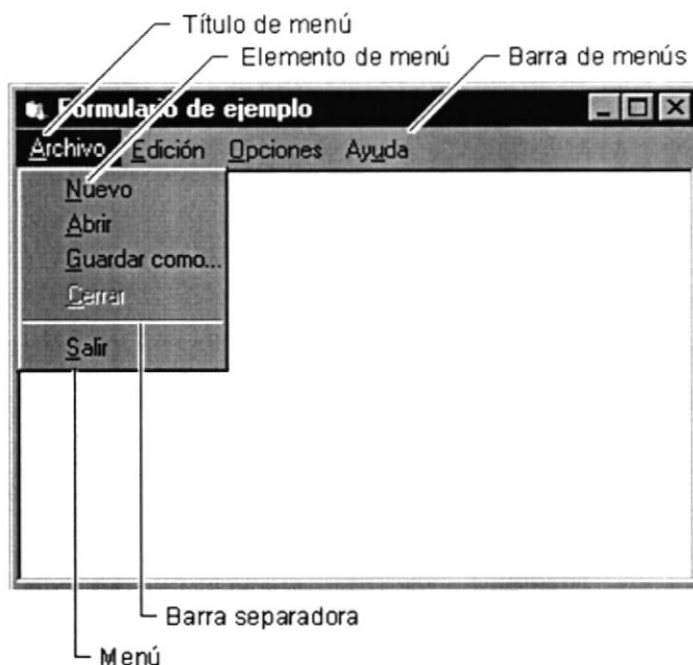 Título de menú
Elemento de menú
Barra de menús
Formulario de ejemplo
Archivo Edición Opciones Ayuda
Nuevo
Abrir
Guardar como...
Cerrar
Salir
Barra separadora
Menú